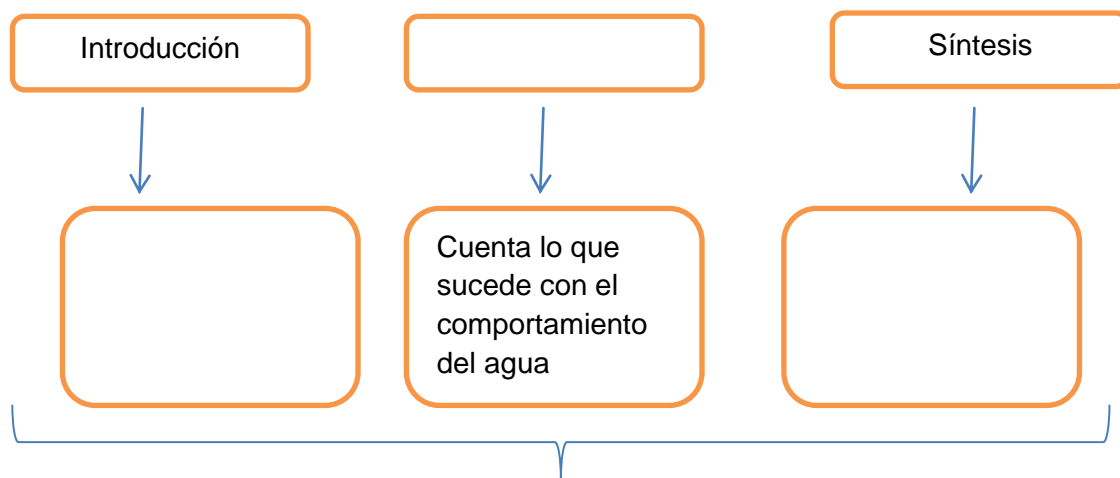 Introducción
Síntesis
Cuenta lo que
sucede con el
comportamiento
del agua